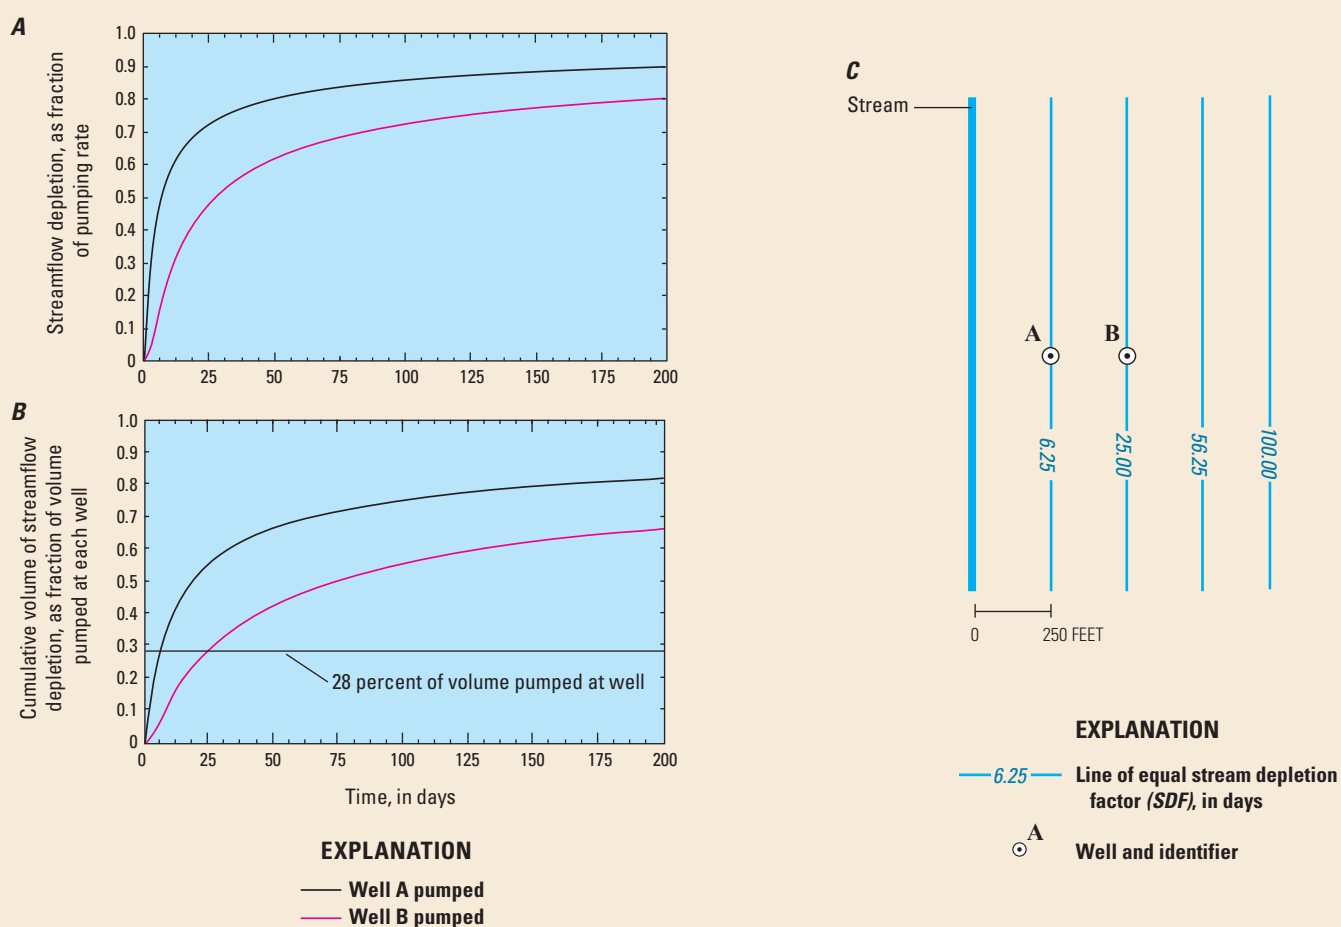 A
Streamflow depletion, as fraction
of pumping rate
1.0
0.9
0.8
0.7
0.6
0.5
0.4
0.3
0.2
0.1
0
0 25 50 75 100 125 150 175 200
B
Cumulative volume of streamflow
depletion, as fraction of volume
pumped at each well
1.0
0.9
0.8
0.7
0.6
0.5
0.4
0.3
0.2
0.1
0
28 percent of volume pumped at well
0 25 50 75 100 125 150 175 200
Time, in days
EXPLANATION
Well A pumped
Well B pumped
C
Stream
A B
6.25 25.00 56.25 100.00
0 250 FEET
EXPLANATION
6.25 Line of equal stream depletion
factor (SDF), in days
A Well and identifier